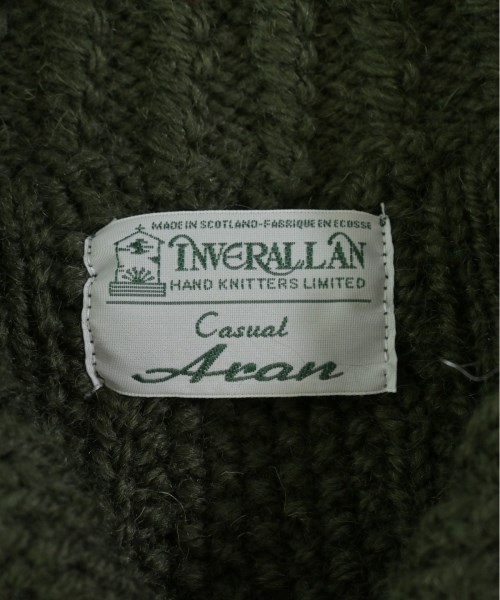 MADE IN SCOTLAND-FABRIQUE EN ECOSSE
INVERALLAN
HAND KNITTERS LIMITED
Casual
Aran